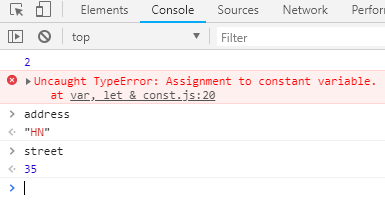 Elements Console Sources Network Performan
top Filter
2
Uncaught TypeError: Assignment to constant variable.
at var, let & const.js:20
address
"HN"
street
35